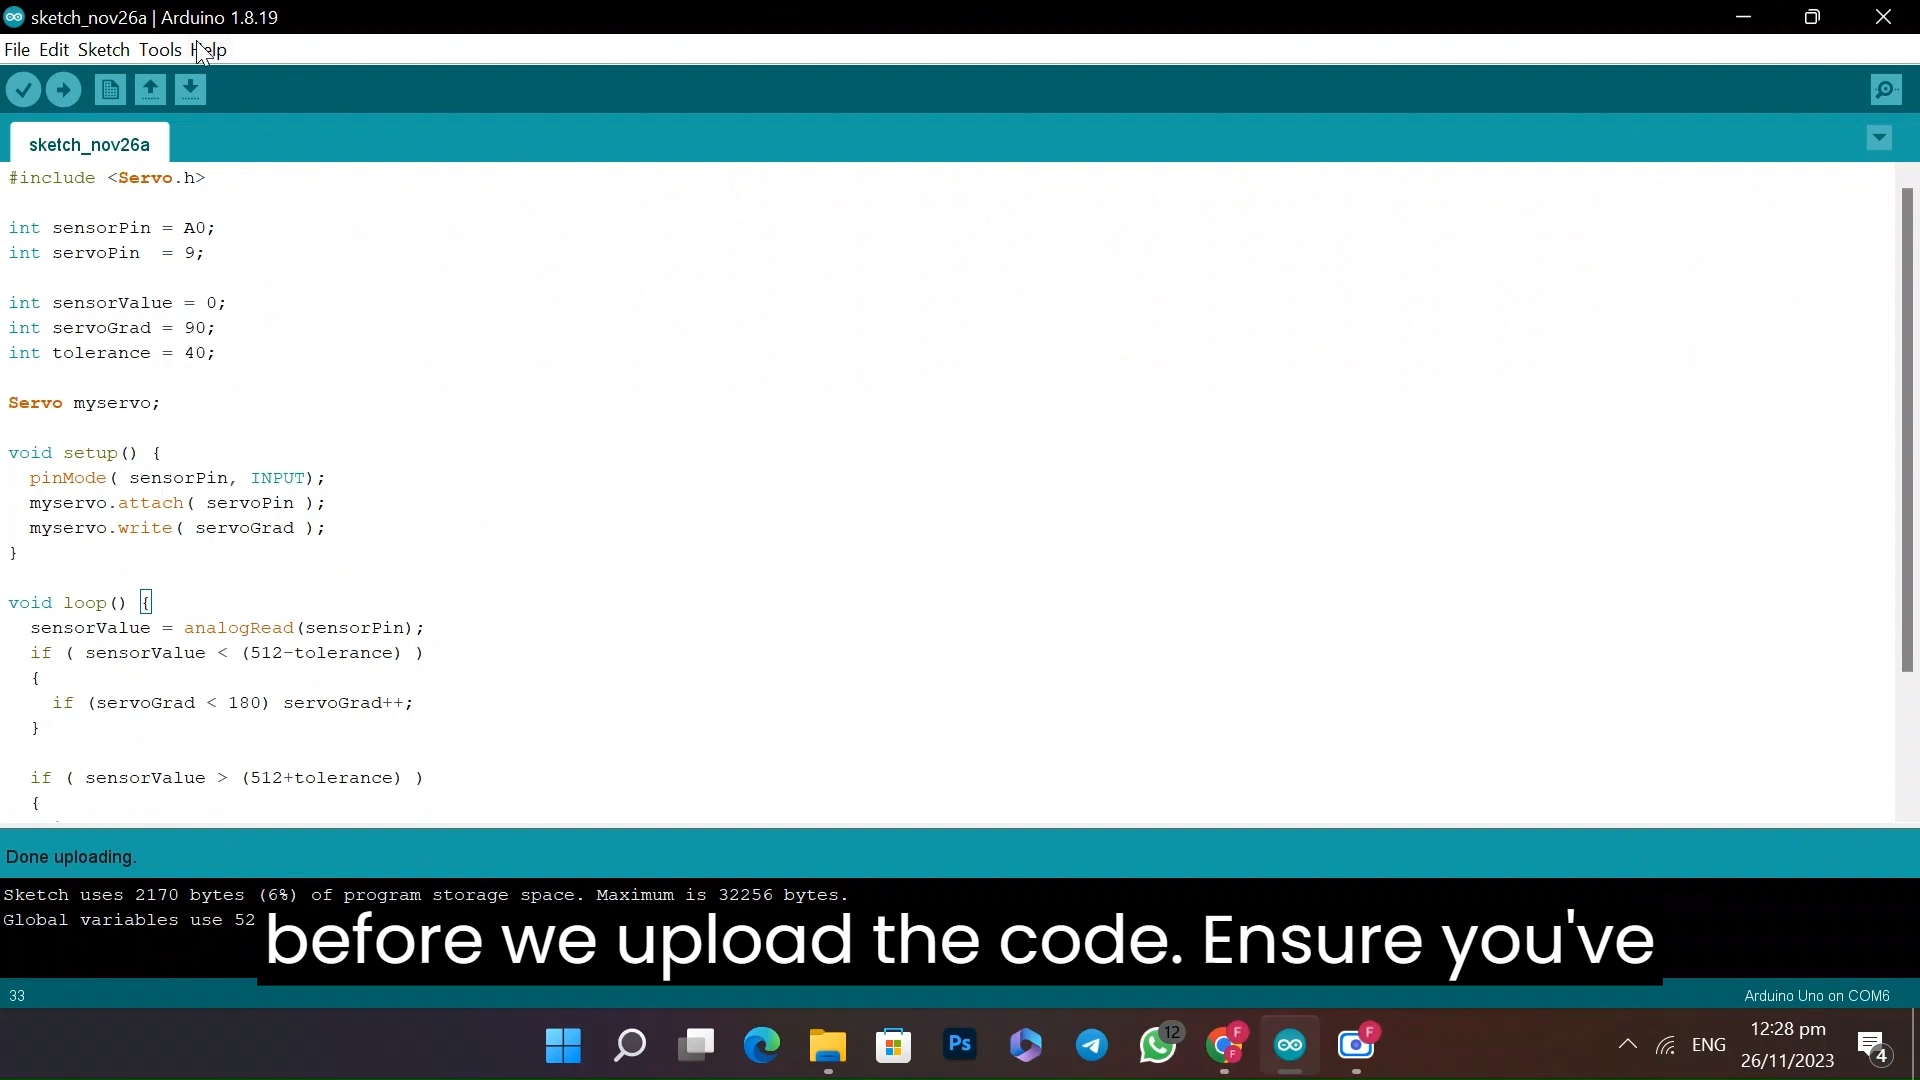 sketch_nov26a | Arduino 1.8.19
File Edit Sketch Tools Help
sketch_nov26a
#include <Servo.h>
int sensorPin = A0;
int servoPin  = 9;
int sensorValue = 0;
int servoGrad = 90;
int tolerance = 40;
Servo myservo;
void setup() {
pinMode( sensorPin, INPUT);
myservo.attach( servoPin );
myservo.write( servoGrad );
}
void loop() {
sensorValue = analogRead(sensorPin);
if ( sensorValue < (512-tolerance) )
{
if (servoGrad < 180) servoGrad++;
}
if ( sensorValue > (512+tolerance) )
{
Done uploading.
Sketch uses 2170 bytes (6%) of program storage space. Maximum is 32256 bytes.
Global variables use 52
before we upload the code. Ensure you've
33
Arduino Uno on COM6
Ps
12
F
F
F
ENG
12:28 pm
26/11/2023
4